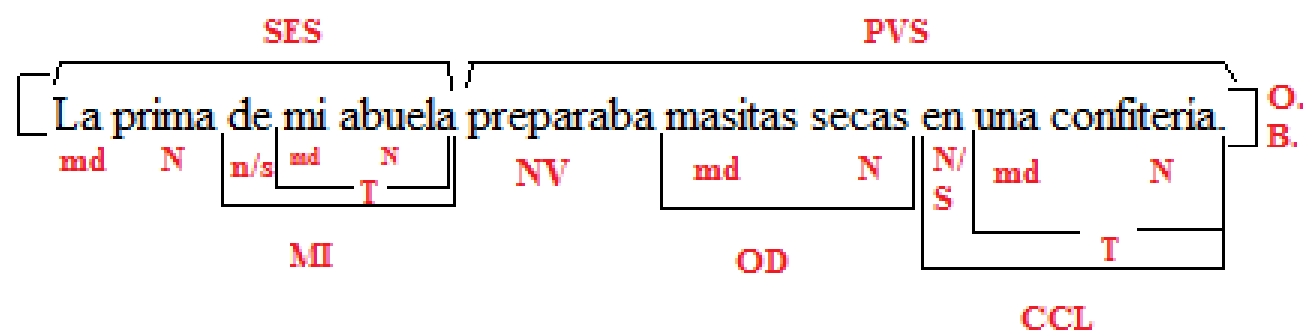 SES PVS
La prima de mi abuela preparaba masitas secas en una confitería. O.
B.
md N n/s md N NV md N N/ md N
S
T T
MI OD
CCL